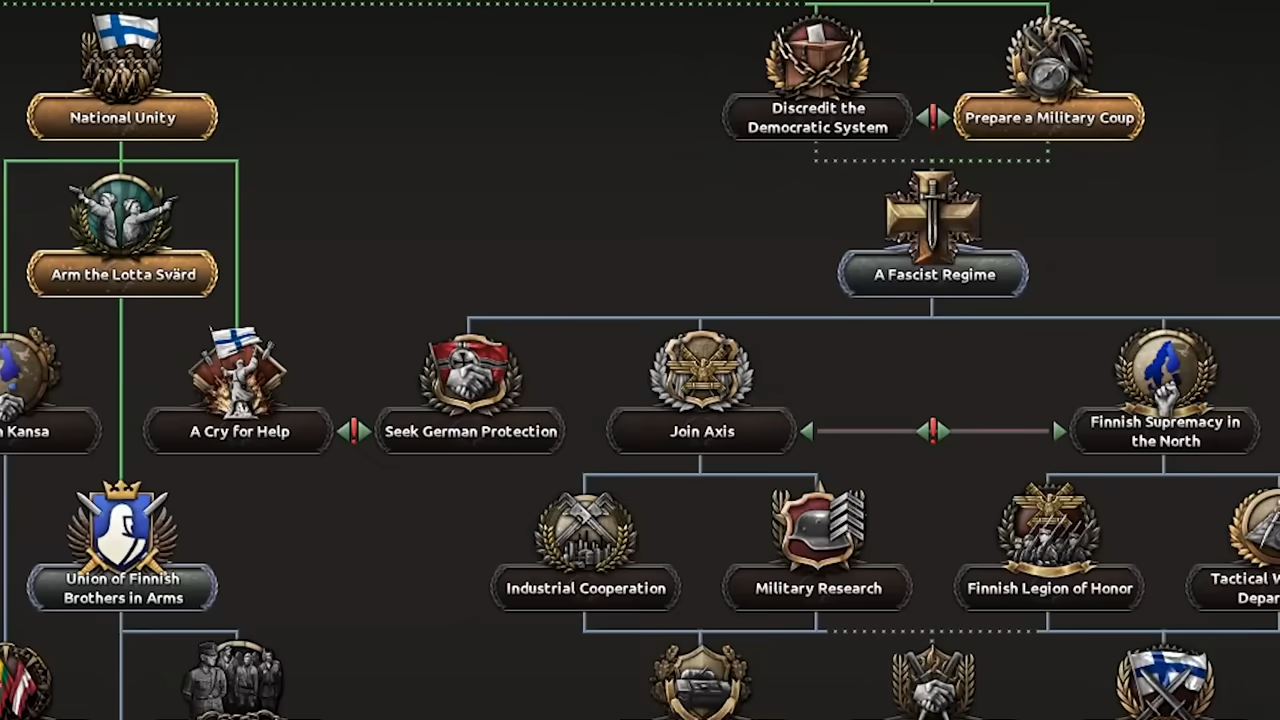 National Unity
Discredit the
Democratic System
Prepare a Military Coup
Arm the Lotta Svärd
A Fascist Regime
Kansa
A Cry for Help
Seek German Protection
Join Axis
Finnish Supremacy in
the North
Union of Finnish
Brothers in Arms
Industrial Cooperation
Military Research
Finnish Legion of Honor
Tactical